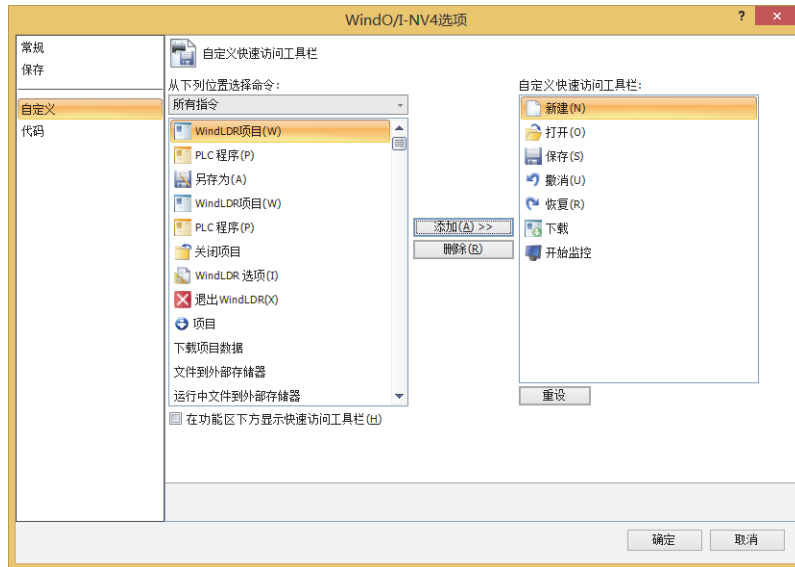 WindO/I-NV4选项
?
常规
保存
自定义
代码
自定义快速访问工具栏
从下列位置选择命令:
所有指令
WindLDR项目(W)
PLC 程序(P)
另存为(A)
WindLDR项目(W)
PLC 程序(P)
关闭项目
WindLDR 选项(I)
退出WindLDR(X)
项目
下载项目数据
文件到外部存储器
运行中文件到外部存储器
在功能区下方显示快速访问工具栏(H)
添加(A) >>
删除(R)
自定义快速访问工具栏:
新建(N)
打开(O)
保存(S)
撤消(U)
恢复(R)
下载
开始监控
重设
确定
取消